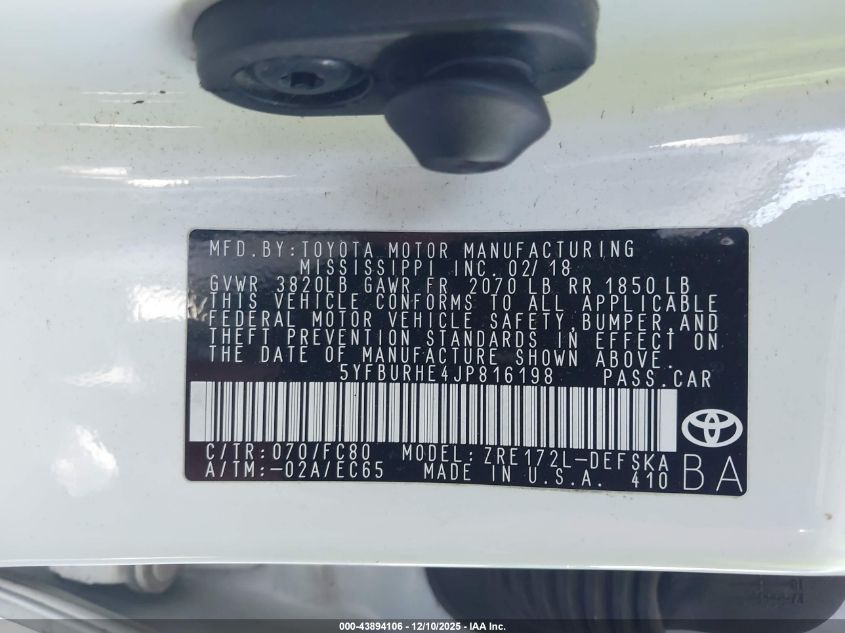 MFD. BY: TOYOTA MOTOR MANUFACTURING
MISSISSIPPI INC. 02/18
GVWR 3820LB GAWR FR 2070 LB RR 1850 LB
THIS VEHICLE CONFORMS TO ALL APPLICABLE
FEDERAL MOTOR VEHICLE SAFETY, BUMPER, AND
THEFT PREVENTION STANDARDS IN EFFECT ON
THE DATE OF MANUFACTURE SHOWN ABOVE.
5YFBURHE4JP816198 PASS.CAR
C/TR: 070/FC80 MODEL: ZRE172L-DEFSKA
A/TM: -02A/EC65 MADE IN U.S.A. 410
BA
000-43894106 - 12/10/2025 - IAA Inc.